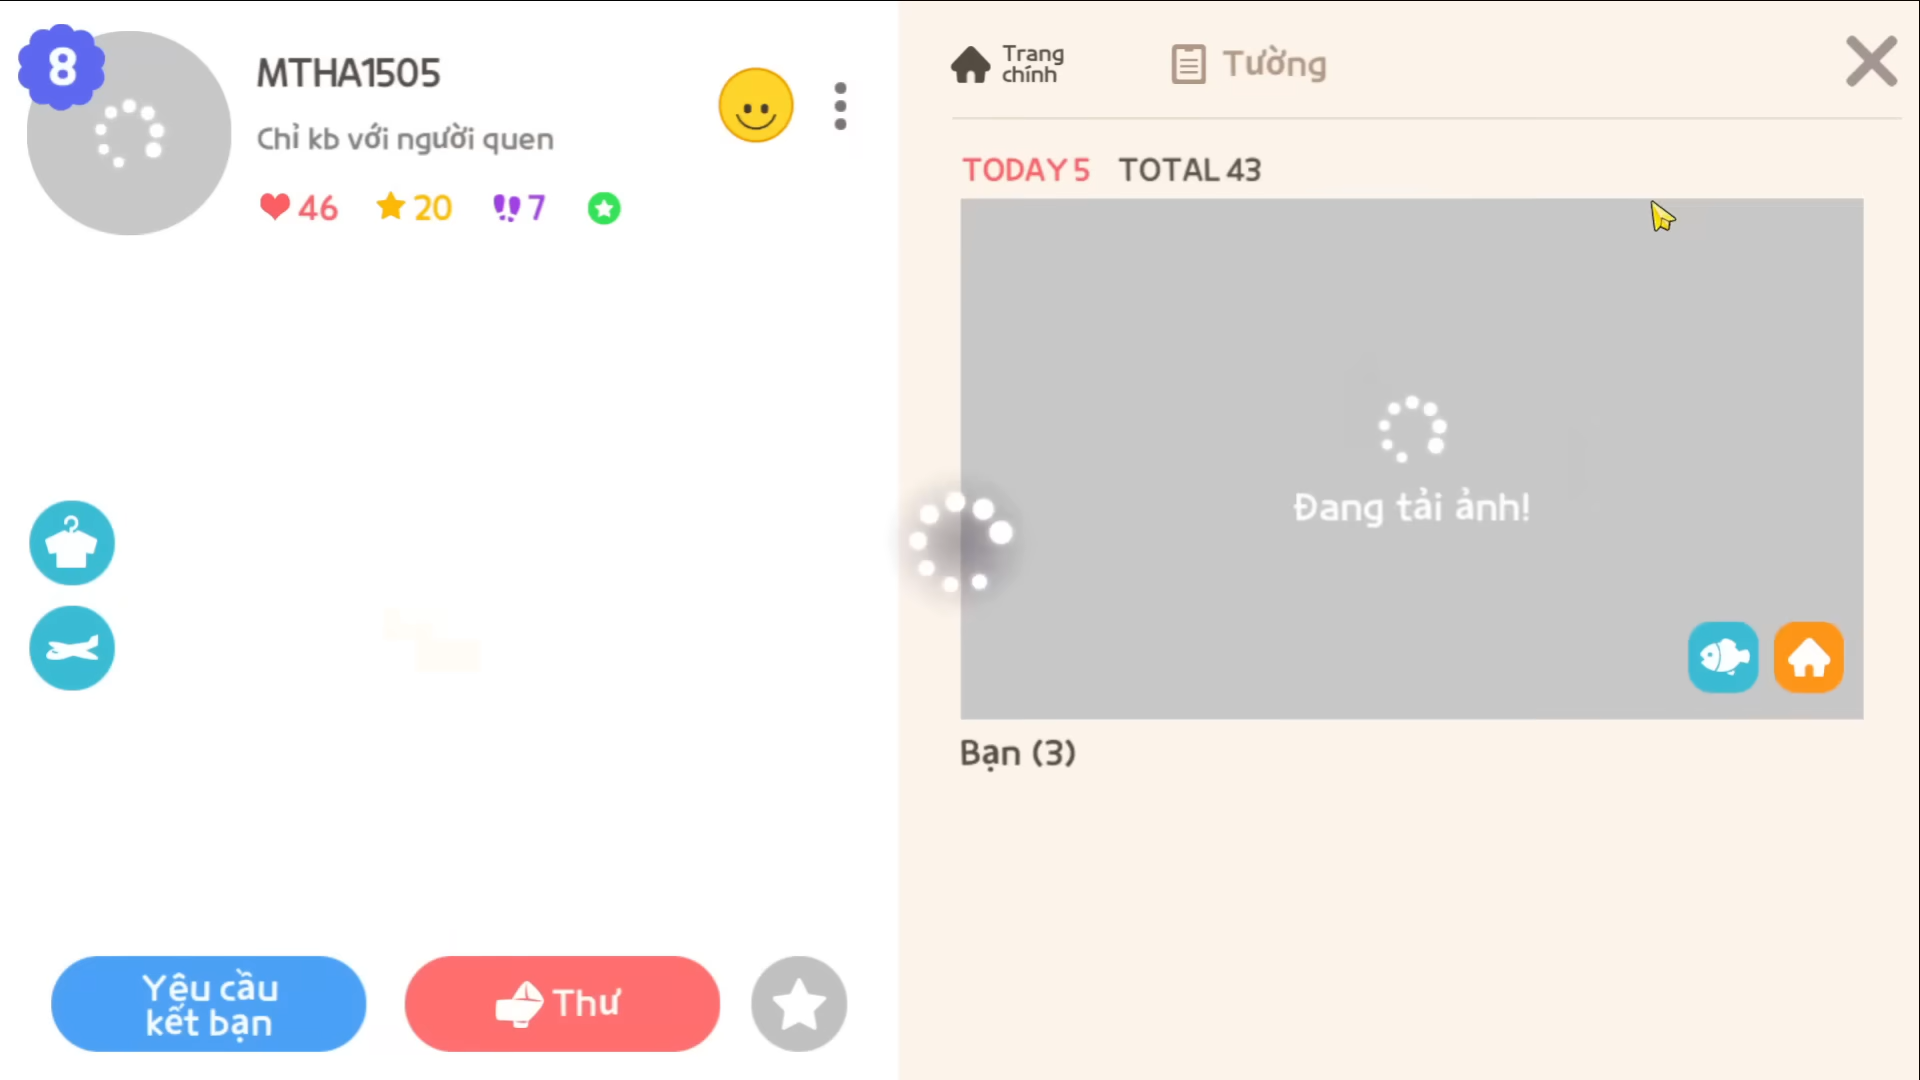 8
MTHA1505
Chỉ kb với người quen
46 20 7
Yêu cầu
kết bạn
Thư
Trang
chính
Tường
TODAY 5 TOTAL 43
Đang tải ảnh!
Bạn (3)